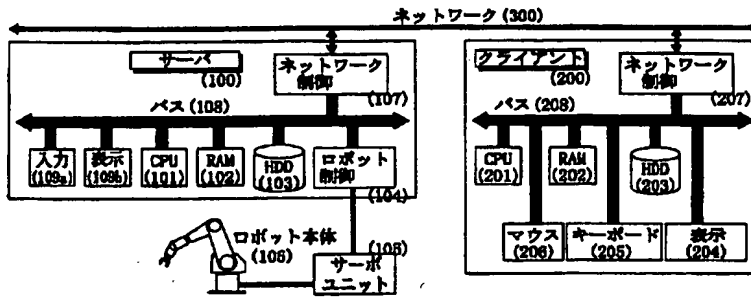 ネットワーク(300)
サーバ
(100)
ネットワーク
制御
(107)
バス(108)
入力
(109a)
表示
(109b)
CPU
(101)
RAM
(102)
HDD
(103)
ロボット
制御
(104)
ロボット本体
(106)
(105)
サーボ
ユニット
クライアント
(200)
ネットワーク
制御
(207)
バス(208)
CPU
(201)
RAM
(202)
HDD
(203)
マウス
(206)
キーボード
(205)
表示
(204)